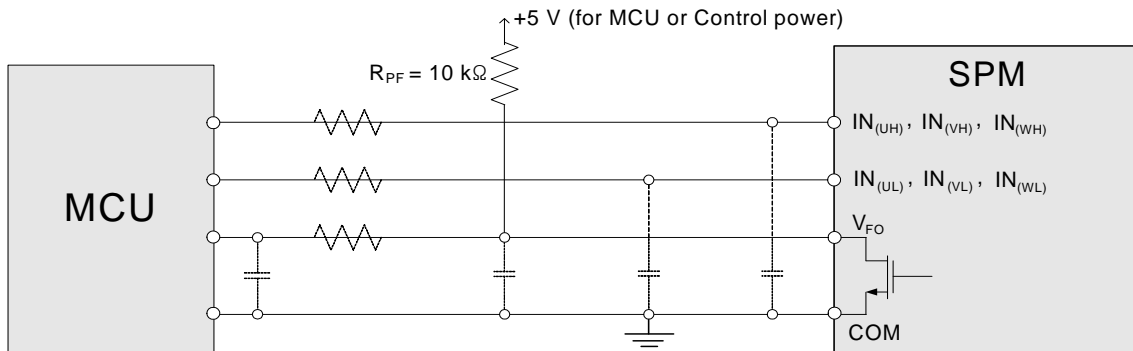 +5 V (for MCU or Control power)
R_PF = 10 kΩ
SPM
MCU
IN_(UH), IN_(VH), IN_(WH)
IN_(UL), IN_(VL), IN_(WL)
V_FO
COM